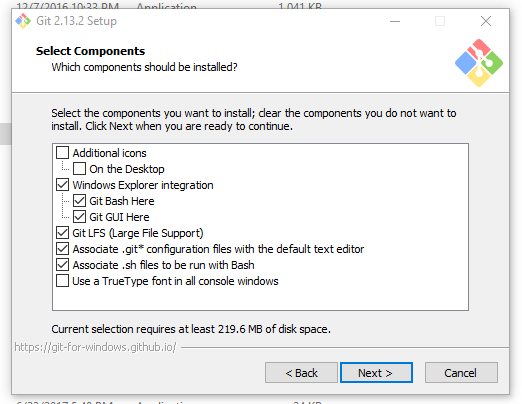 12/7/2016 10:33 PM Application 1,041 KB
Git 2.13.2 Setup
Select Components
Which components should be installed?
Select the components you want to install; clear the components you do not want to
install. Click Next when you are ready to continue.
Additional icons
On the Desktop
Windows Explorer integration
Git Bash Here
Git GUI Here
Git LFS (Large File Support)
Associate .git* configuration files with the default text editor
Associate .sh files to be run with Bash
Use a TrueType font in all console windows
Current selection requires at least 219.6 MB of disk space.
https://git-for-windows.github.io/
< Back Next > Cancel